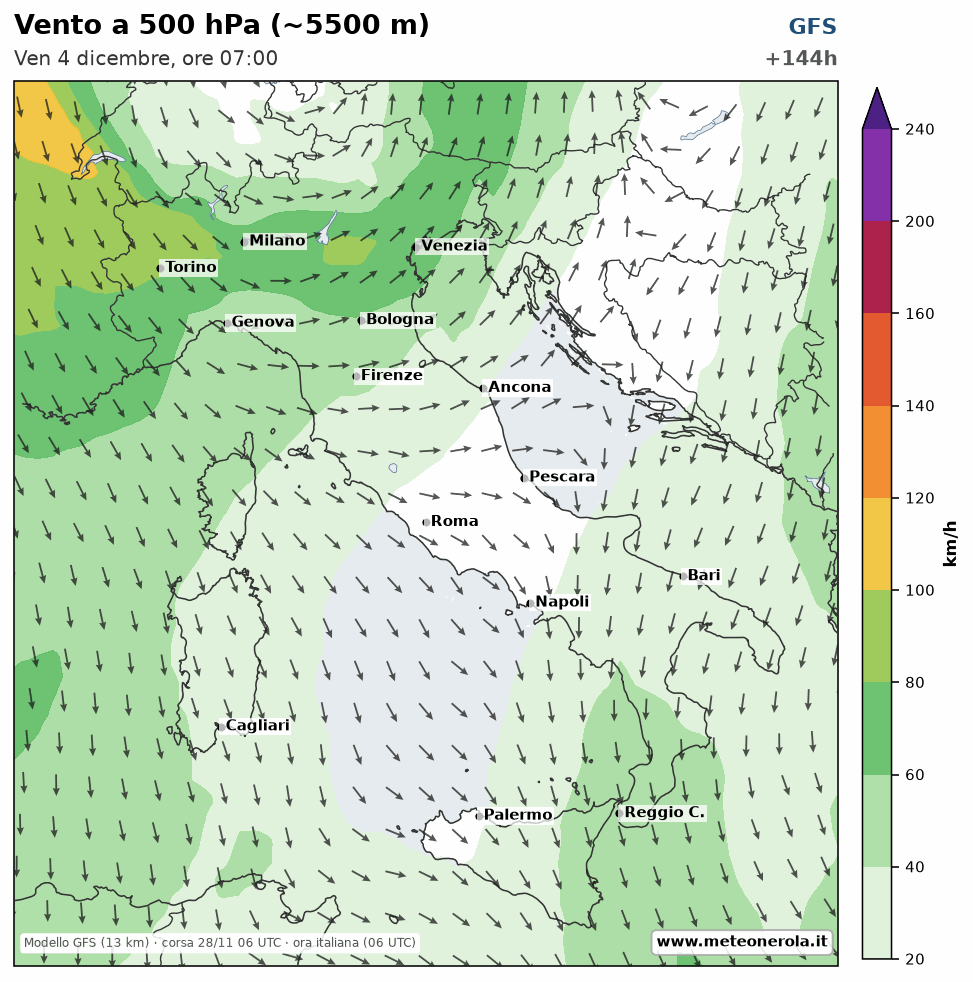 Vento a 500 hPa (~5500 m)
GFS
Ven 4 dicembre, ore 07:00
+144h
240
220
200
160
140
120
100
80
60
40
20
km/h
Milano
Venezia
Torino
Genova
Bologna
Firenze
Ancona
Pescara
Roma
Bari
Napoli
Cagliari
Palermo
Reggio C.
Modello GFS (13 km) · corsa 28/11 06 UTC · ora italiana (06 UTC)
www.meteonerola.it